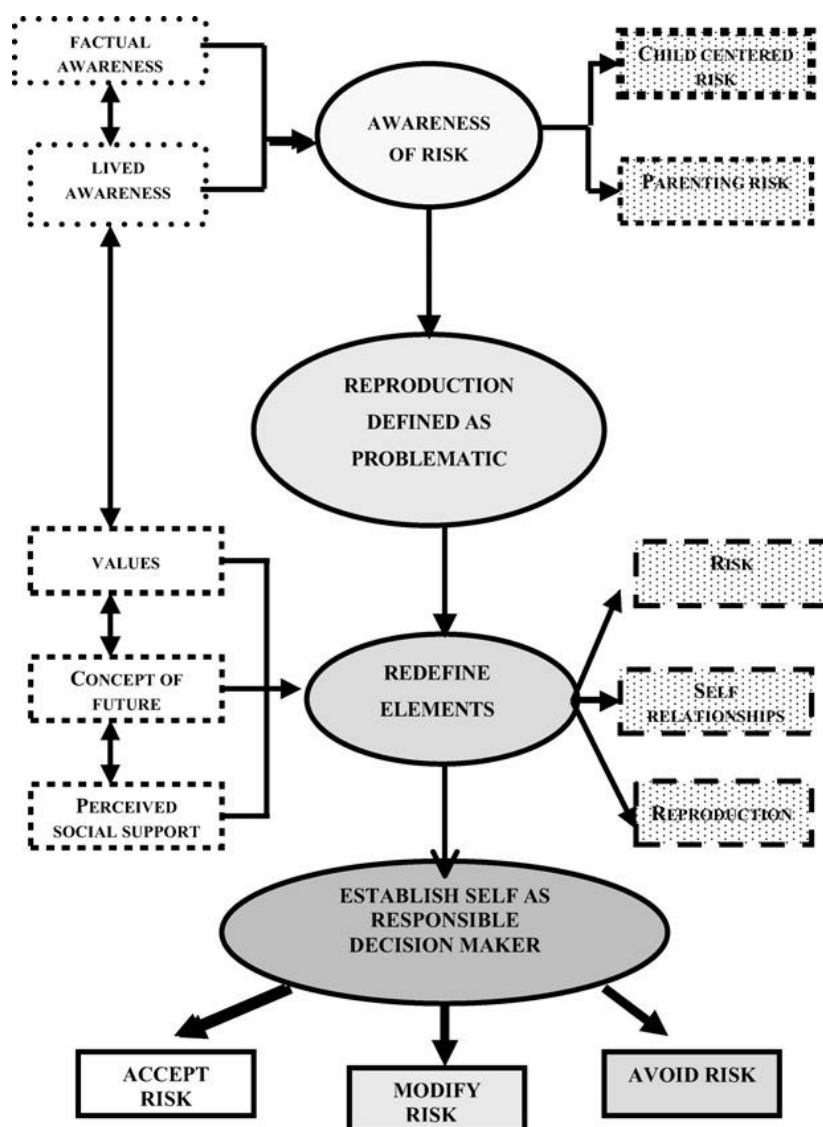 FACTUAL
AWARENESS
LIVED
AWARENESS
AWARENESS
OF RISK
CHILD CENTERED
RISK
PARENTING RISK
REPRODUCTION
DEFINED AS
PROBLEMATIC
VALUES
CONCEPT OF
FUTURE
PERCEIVED
SOCIAL SUPPORT
REDEFINE
ELEMENTS
RISK
SELF
RELATIONSHIPS
REPRODUCTION
ESTABLISH SELF AS
RESPONSIBLE
DECISION MAKER
ACCEPT
RISK
MODIFY
RISK
AVOID RISK